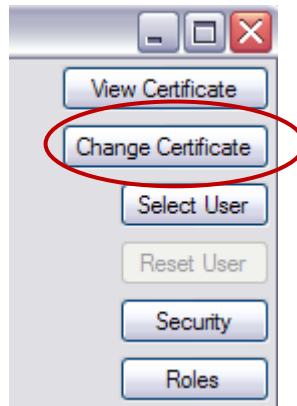 View Certificate
Change Certificate
Select User
Reset User
Security
Roles